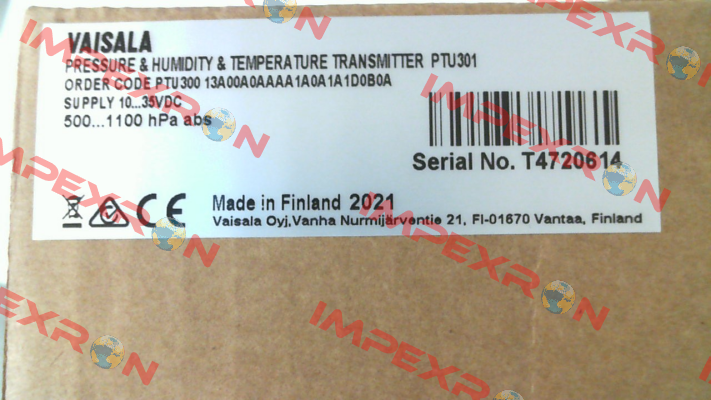 VAISALA
PRESSURE & HUMIDITY & TEMPERATURE TRANSMITTER PTU301
ORDER CODE PTU300 13A00A0AAAA1A0A1A1D0B0A
SUPPLY 10...35VDC
500...1100 hPa abs
Serial No. T4720614
CE
Made in Finland 2021
Vaisala Oyj,Vanha Nurmijärventie 21, FI-01670 Vantaa, Finland
IMPEXRON
IMPEXRON
IMPEXRON
IMPEXRON
IMPEXRON
IMPEXRON